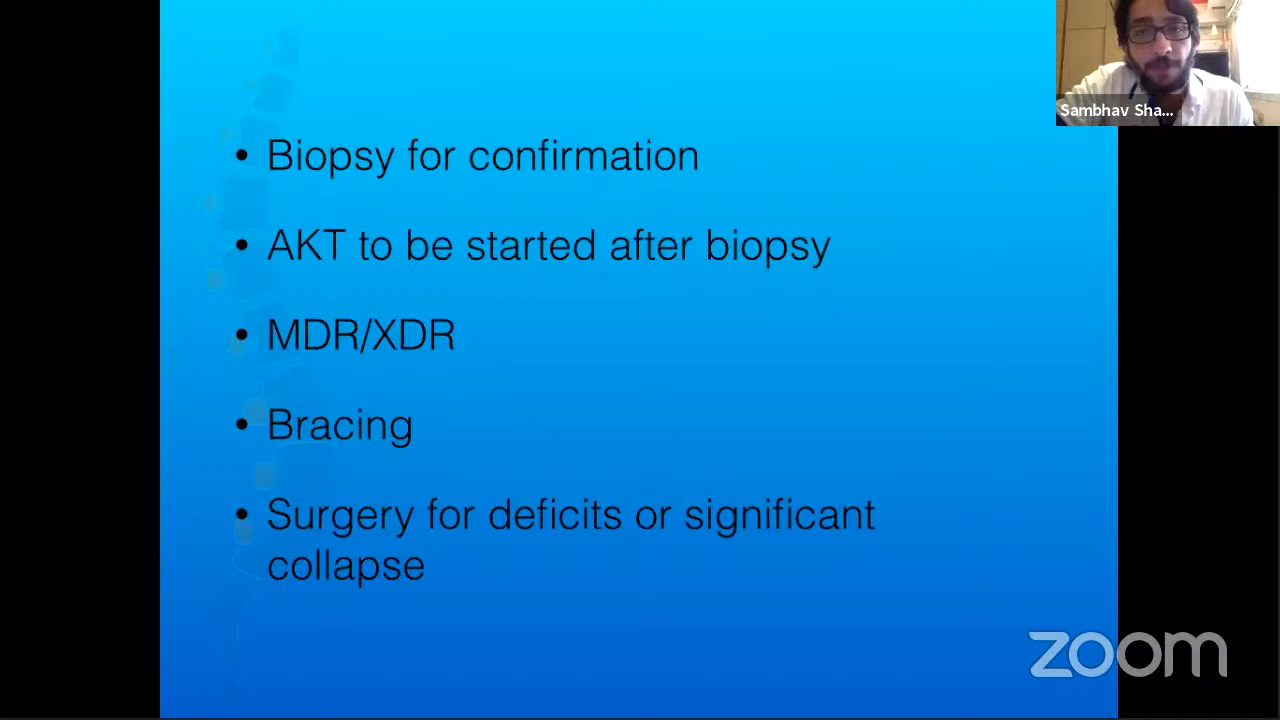 Sambhav Sha...
• Biopsy for confirmation
• AKT to be started after biopsy
• MDR/XDR
• Bracing
• Surgery for deficits or significant
collapse
zoom